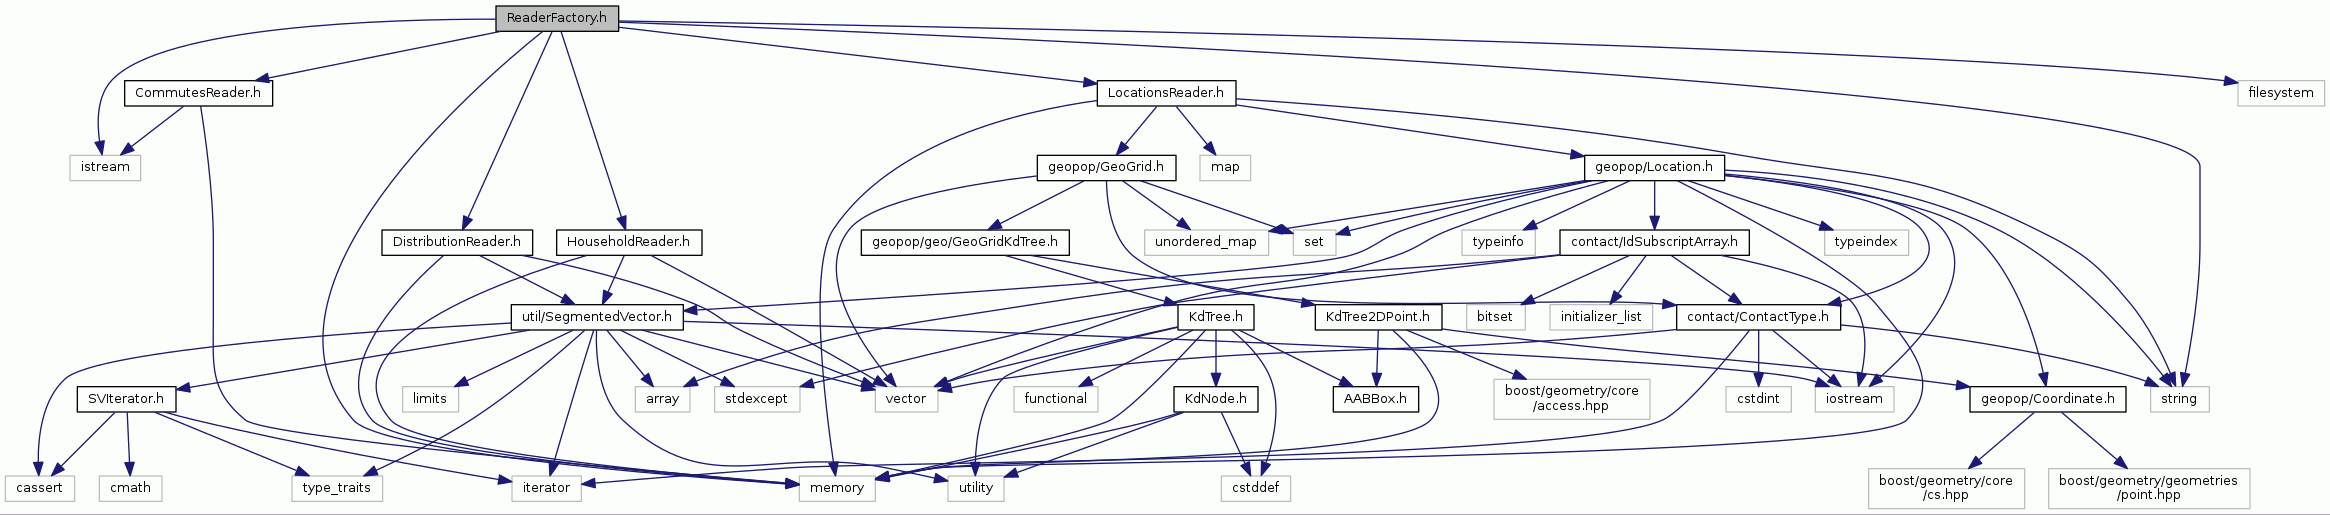 ReaderFactory.h
CommutesReader.h
LocationsReader.h
filesystem
istream
geopop/GeoGrid.h
map
geopop/Location.h
DistributionReader.h
HouseholdReader.h
geopop/geo/GeoGridKdTree.h
unordered_map
set
typeinfo
contact/IdSubscriptArray.h
typeindex
util/SegmentedVector.h
KdTree.h
KdTree2DPoint.h
bitset
initializer_list
contact/ContactType.h
SVIterator.h
limits
array
stdexcept
vector
functional
KdNode.h
AABBox.h
boost/geometry/core
/access.hpp
cstdint
iostream
geopop/Coordinate.h
string
cassert
cmath
type_traits
iterator
memory
utility
cstddef
boost/geometry/core
/cs.hpp
boost/geometry/geometries
/point.hpp